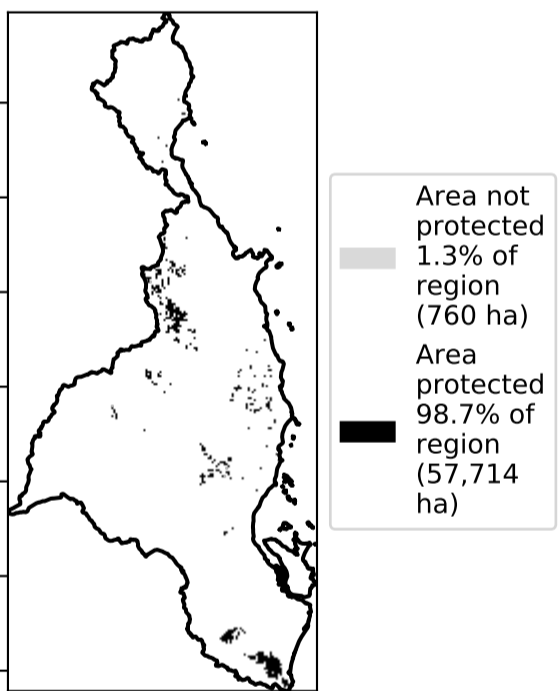 Area not
protected
1.3% of
region
(760 ha)
Area
protected
98.7% of
region
(57,714
ha)